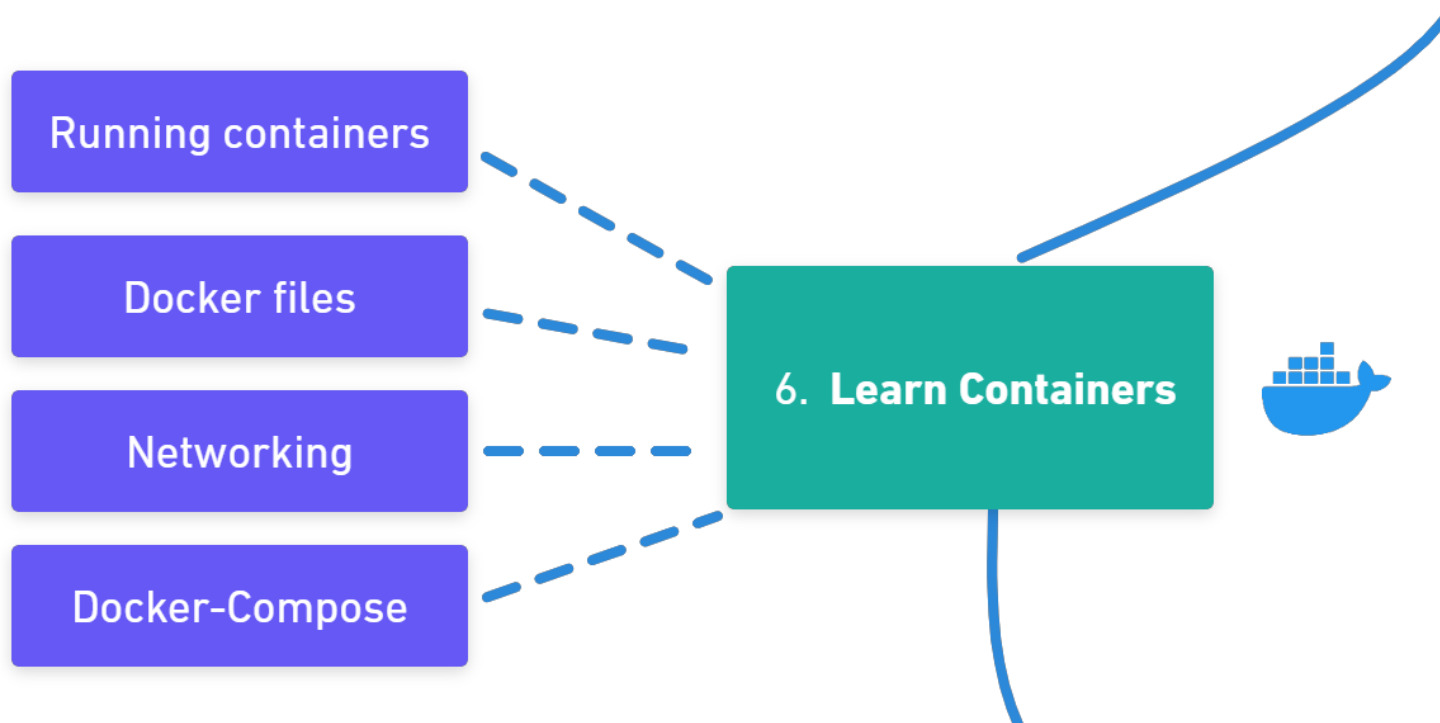 Running containers
Docker files
Networking
Docker-Compose
6. Learn Containers